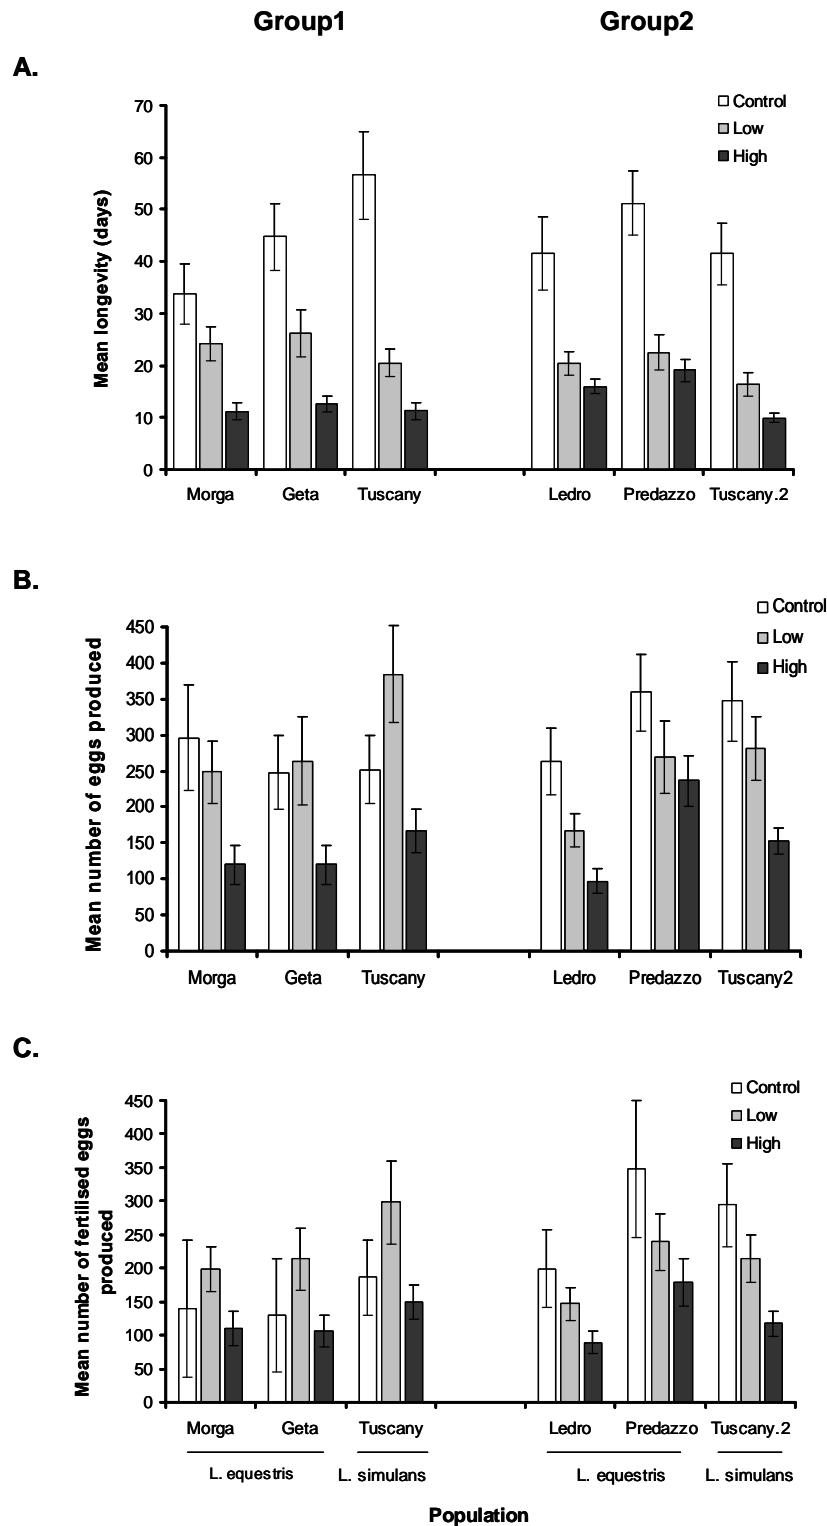 Group1 Group2
A.
Mean longevity (days)
70
60
50
40
30
20
10
0
Control
Low
High
Morga Geta Tuscany Ledro Predazzo Tuscany.2
B.
Mean number of eggs produced
450
400
350
300
250
200
150
100
50
0
Control
Low
High
Morga Geta Tuscany Ledro Predazzo Tuscany2
C.
Mean number of fertilised eggs
produced
450
400
350
300
250
200
150
100
50
0
Control
Low
High
Morga Geta Tuscany Ledro Predazzo Tuscany.2
L. equestris L. simulans L. equestris L. simulans
Population